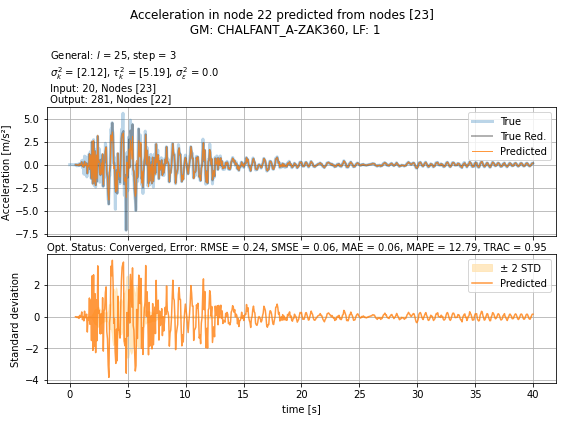 Acceleration in node 22 predicted from nodes [23]
GM: CHALFANT_A-ZAK360, LF: 1
General: l = 25, step = 3
σ²ₖ = [2.12], τ²ₖ = [5.19], σ²ε = 0.0
Input: 20, Nodes [23]
Output: 281, Nodes [22]
Acceleration [m/s²]
5.0
2.5
0.0
−2.5
−5.0
−7.5
True
True Red.
Predicted
Opt. Status: Converged, Error: RMSE = 0.24, SMSE = 0.06, MAE = 0.06, MAPE = 12.79, TRAC = 0.95
Standard deviation
2
0
−2
−4
± 2 STD
Predicted
0 5 10 15 20 25 30 35 40
time [s]